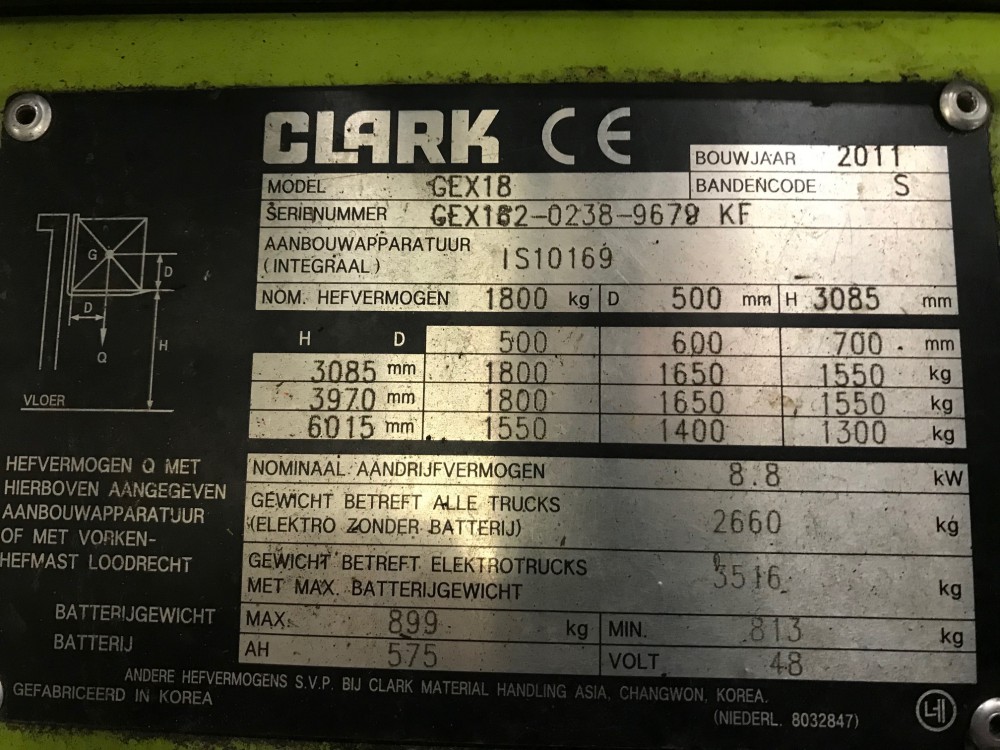 CLARK CE
BOUWJAAR 2011
MODEL GEX18 BANDENCODE S
SERIENUMMER GEX182-0238-9679 KF
AANBOUWAPPARATUUR
(INTEGRAAL) IS10169
NOM. HEFVERMOGEN 1800 kg D 500 mm H 3085 mm
G
D
D
Q
H
VLOER
H D 500 600 700 mm
3085 mm 1800 1650 1550 kg
3970 mm 1800 1650 1550 kg
6015 mm 1550 1400 1300 kg
HEFVERMOGEN Q MET
HIERBOVEN AANGEGEVEN
AANBOUWAPPARATUUR
OF MET VORKEN-
HEFMAST LOODRECHT
NOMINAAL AANDRIJFVERMOGEN 8.8 kW
GEWICHT BETREFT ALLE TRUCKS
(ELEKTRO ZONDER BATTERIJ) 2660 kg
GEWICHT BETREFT ELEKTROTRUCKS
MET MAX. BATTERIJGEWICHT 3516 kg
BATTERIJGEWICHT MAX. 899 kg MIN. 813 kg
BATTERIJ AH 575 VOLT 48
ANDERE HEFVERMOGENS S.V.P. BIJ CLARK MATERIAL HANDLING ASIA, CHANGWON, KOREA.
GEFABRICEERD IN KOREA
(NIEDERL. 8032847)
네